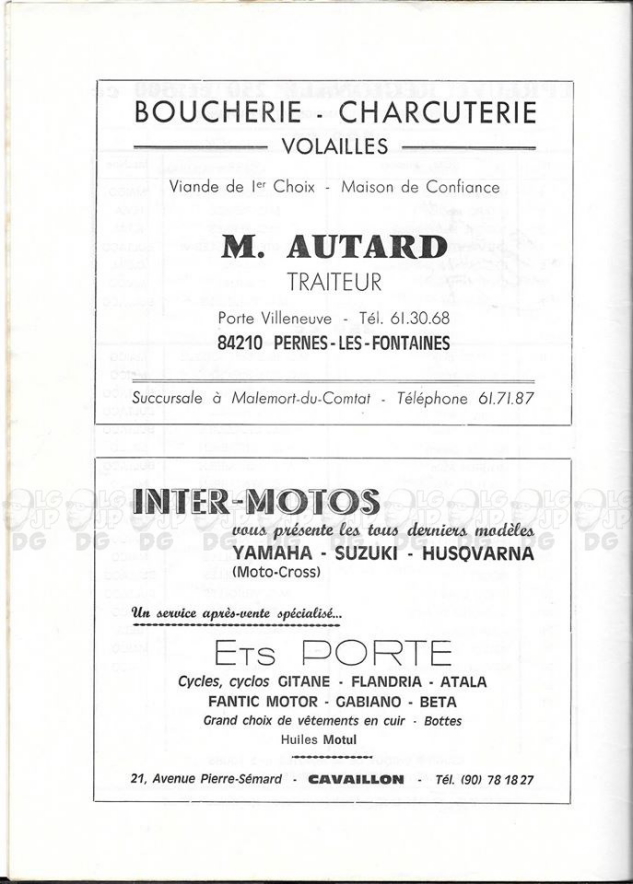 BOUCHERIE - CHARCUTERIE
VOLAILLES
Viande de 1er Choix - Maison de Confiance
M. AUTARD
TRAITEUR
Porte Villeneuve - Tél. 61.30.68
84210 PERNES-LES-FONTAINES
Succursale à Malemort-du-Comtat - Téléphone 61.71.87
INTER-MOTOS
vous présente les tous derniers modèles
YAMAHA - SUZUKI - HUSQVARNA
(Moto-Cross)
Un service après-vente spécialisé...
ETS PORTE
Cycles, cyclos GITANE - FLANDRIA - ATALA
FANTIC MOTOR - GABIANO - BETA
Grand choix de vêtements en cuir - Bottes
Huiles Motul
21, Avenue Pierre-Sémard - CAVAILLON - Tél. (90) 78 18 27